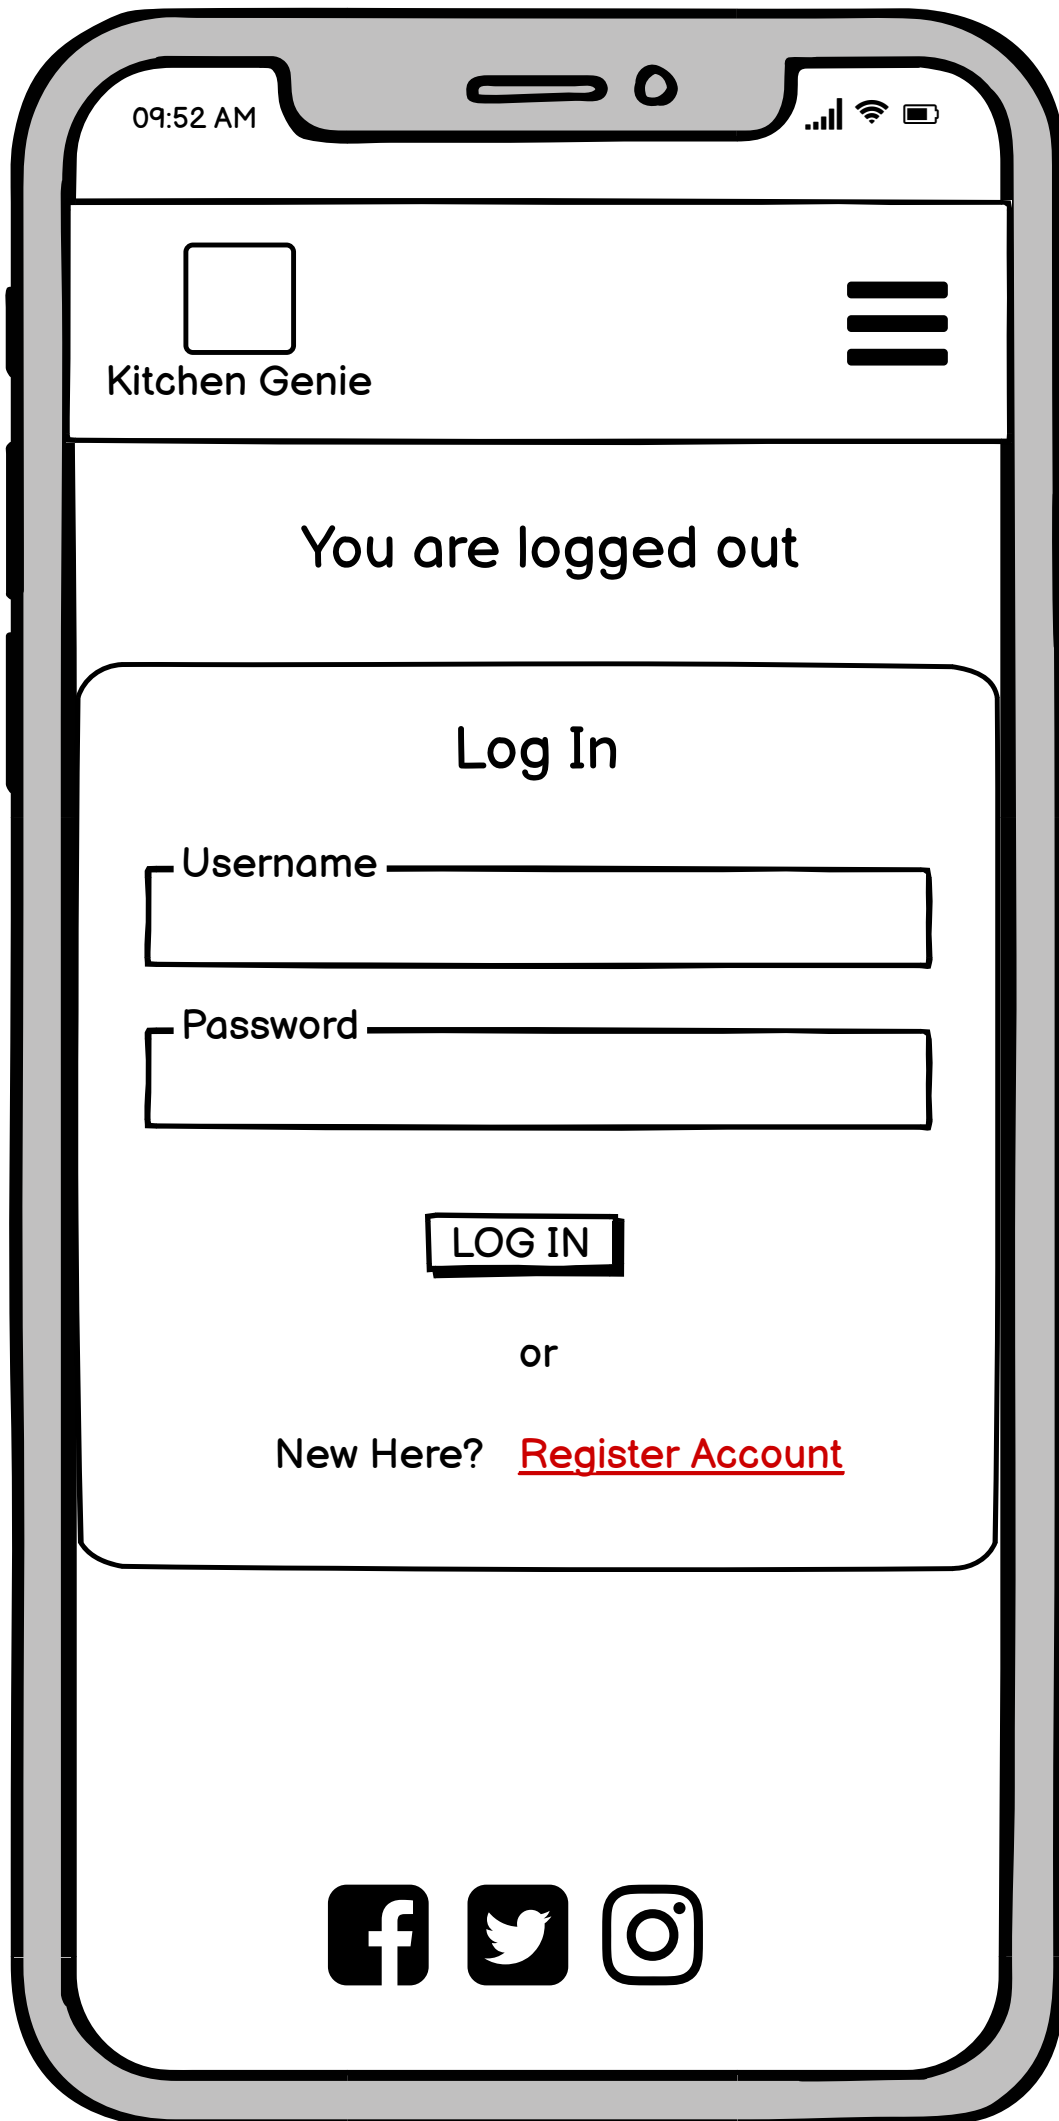 09:52 AM
Kitchen Genie
You are logged out
Log In
Username
Password
LOG IN
or
New Here? Register Account